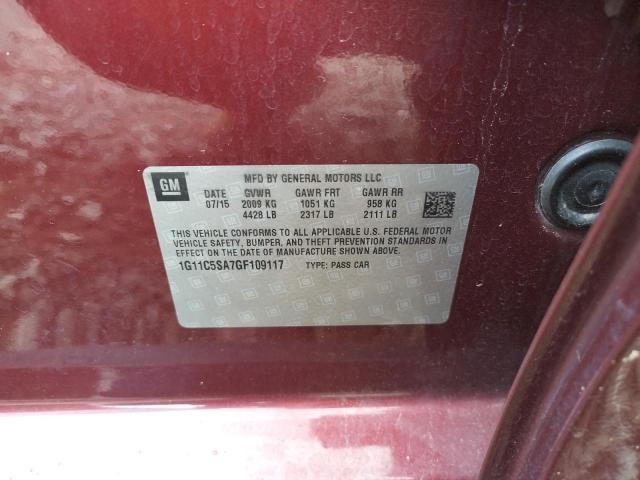 GM MFD BY GENERAL MOTORS LLC
DATE GVWR GAWR FRT GAWR RR
07/15 2009 KG 1051 KG 958 KG
4428 LB 2317 LB 2111 LB
THIS VEHICLE CONFORMS TO ALL APPLICABLE U.S. FEDERAL MOTOR
VEHICLE SAFETY, BUMPER, AND THEFT PREVENTION STANDARDS IN
EFFECT ON THE DATE OF MANUFACTURE SHOWN ABOVE.
1G11C5SA7GF109117 TYPE: PASS CAR